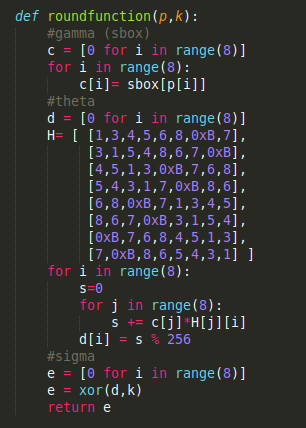 def roundfunction(p,k):
    #gamma (sbox)
    c = [0 for i in range(8)]
    for i in range(8):
        c[i]= sbox[p[i]]
    #theta
    d = [0 for i in range(8)]
    H= [ [1,3,4,5,6,8,0xB,7],
         [3,1,5,4,8,6,7,0xB],
         [4,5,1,3,0xB,7,6,8],
         [5,4,3,1,7,0xB,8,6],
         [6,8,0xB,7,1,3,4,5],
         [8,6,7,0xB,3,1,5,4],
         [0xB,7,6,8,4,5,1,3],
         [7,0xB,8,6,5,4,3,1] ]
    for i in range(8):
        s=0
        for j in range(8):
            s += c[j]*H[j][i]
        d[i] = s % 256
    #sigma
    e = [0 for i in range(8)]
    e = xor(d,k)
    return e